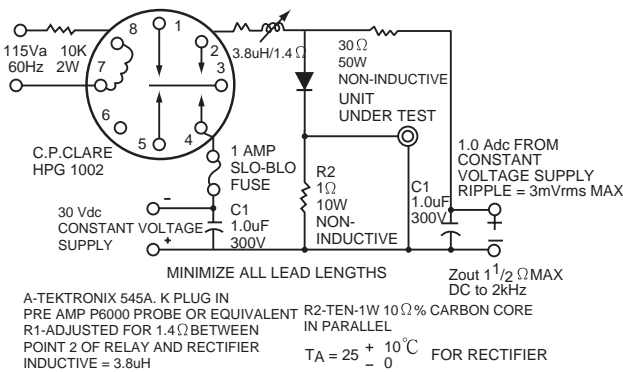 115Va
60Hz
10K
2W
8
1
2
7
3
6
5
4
C.P.CLARE
HPG 1002
3.8uH/1.4 Ω
30 Ω
50W
NON-INDUCTIVE
UNIT
UNDER TEST
1 AMP
SLO-BLO
FUSE
R2
1Ω
10W
NON-
INDUCTIVE
C1
1.0uF
300V
1.0 Adc FROM
CONSTANT
VOLTAGE SUPPLY
RIPPLE = 3mVrms MAX
+
–
30 Vdc
CONSTANT VOLTAGE
SUPPLY
–
+
C1
1.0uF
300V
MINIMIZE ALL LEAD LENGTHS
Zout 1 1/2 Ω MAX
DC to 2kHz
A-TEKTRONIX 545A. K PLUG IN
PRE AMP P6000 PROBE OR EQUIVALENT
R1-ADJUSTED FOR 1.4 Ω BETWEEN
POINT 2 OF RELAY AND RECTIFIER
INDUCTIVE = 3.8uH
R2-TEN-1W 10 Ω % CARBON CORE
IN PARALLEL
TA = 25 + 10°C – 0 FOR RECTIFIER